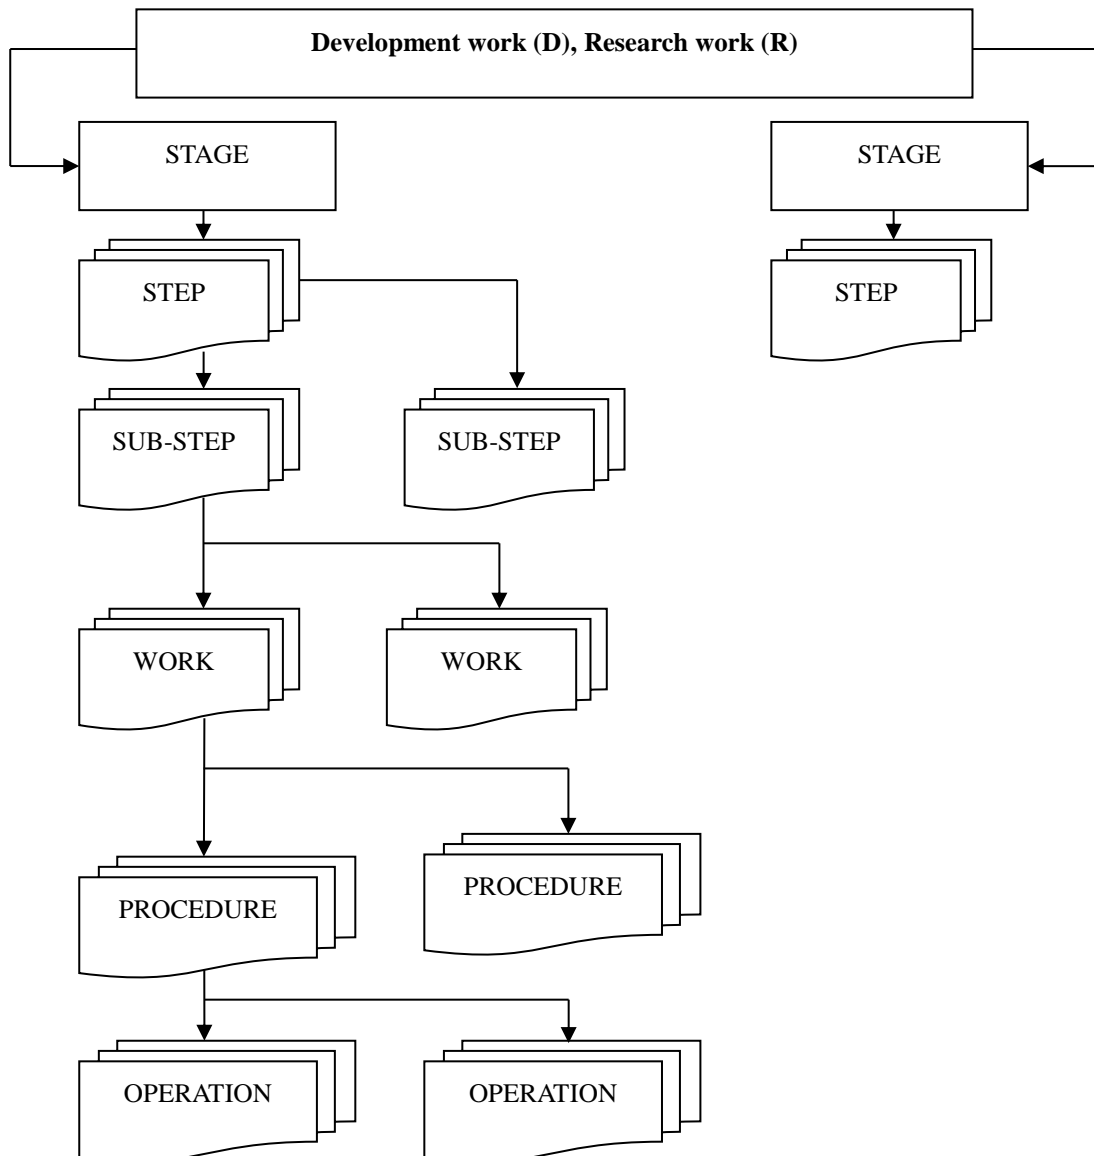 Development work (D), Research work (R)
STAGE
STAGE
STEP
STEP
SUB-STEP
SUB-STEP
WORK
WORK
PROCEDURE
PROCEDURE
OPERATION
OPERATION